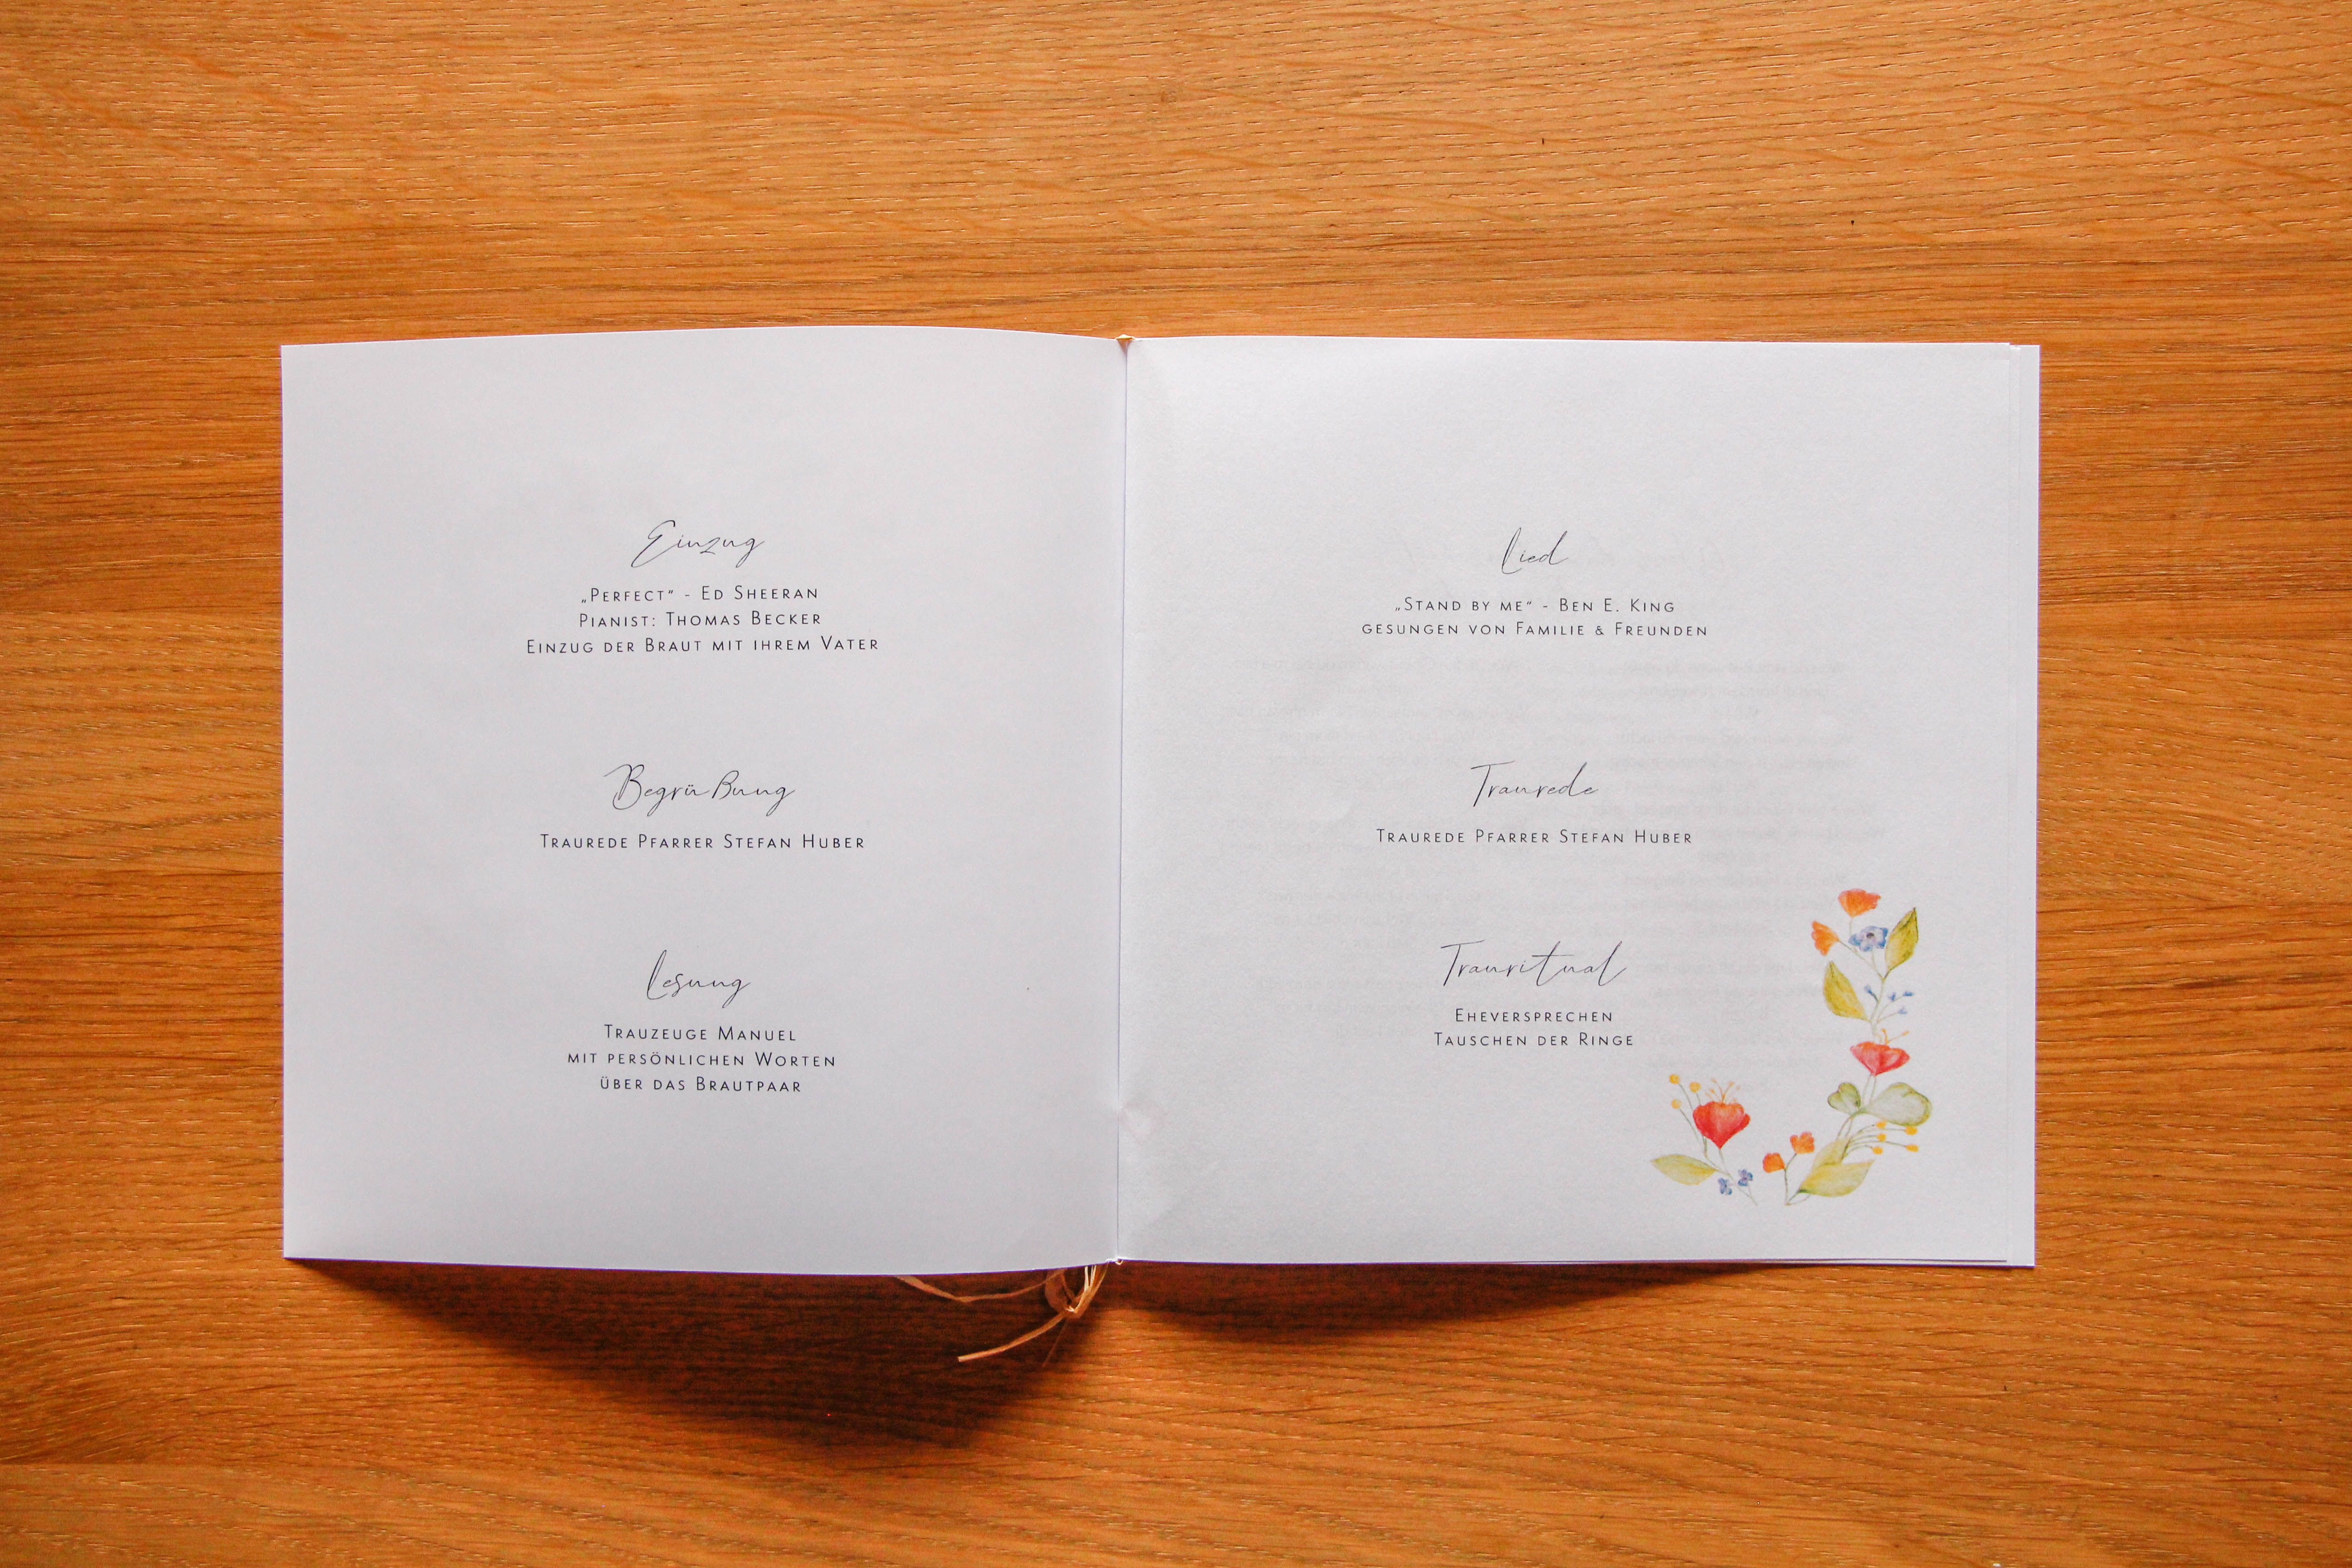 Einzug
„Perfect“ - Ed Sheeran
Pianist: Thomas Becker
Einzug der Braut mit ihrem Vater
Begrüßung
Traurede Pfarrer Stefan Huber
Lesung
Trauzeuge Manuel
mit persönlichen Worten
über das Brautpaar
Lied
„Stand by me“ - Ben E. King
gesungen von Familie & Freunden
Traurede
Traurede Pfarrer Stefan Huber
Trauritual
Eheversprechen
Tauschen der Ringe